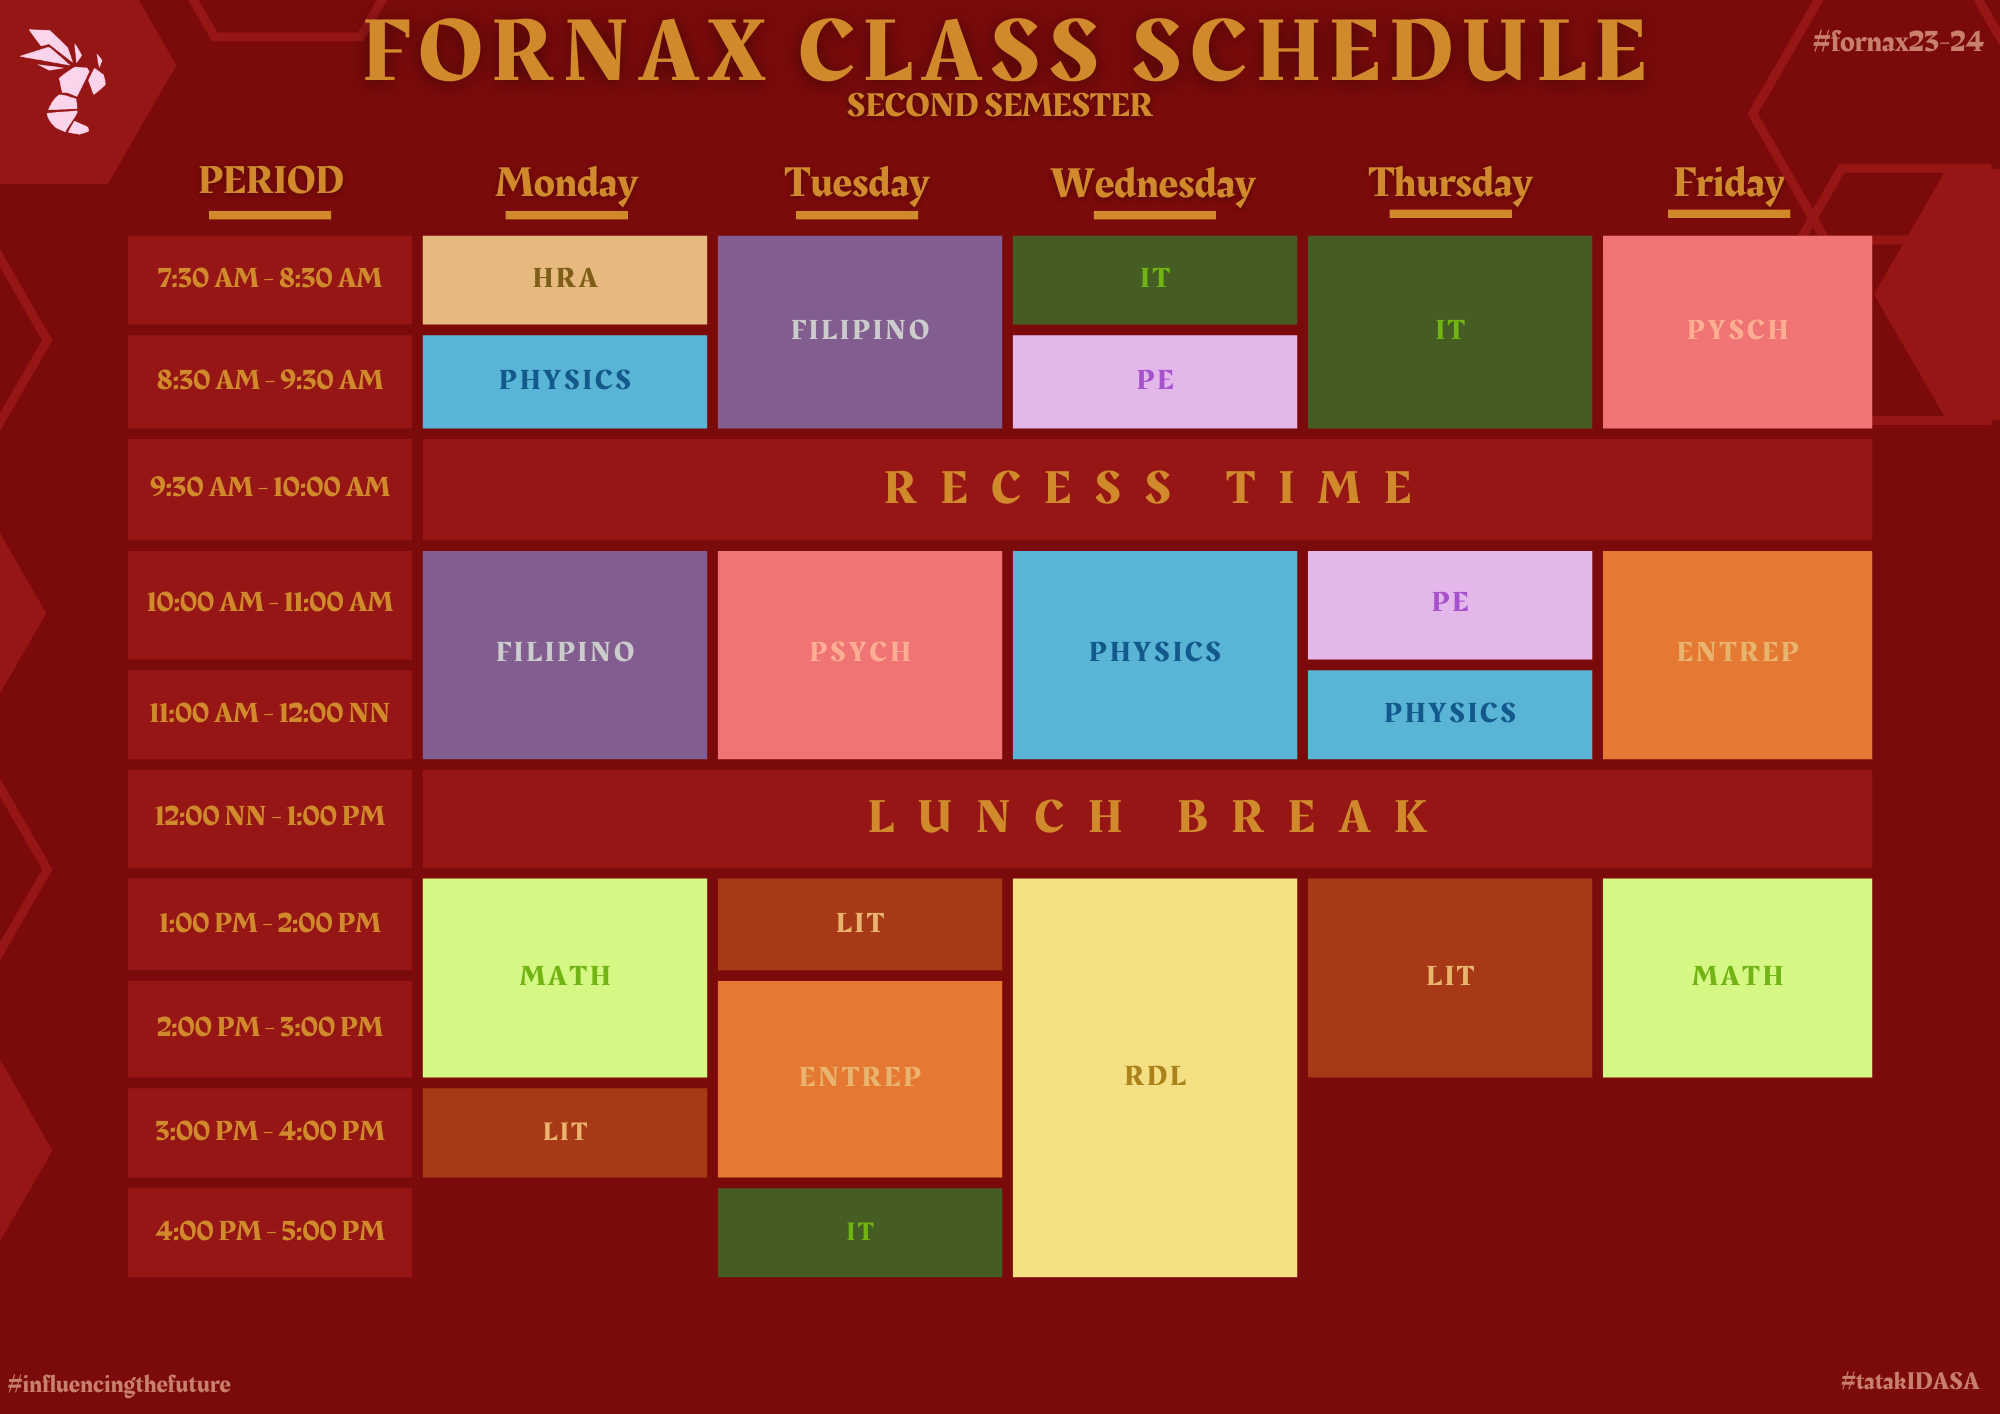 FORNAX CLASS SCHEDULE
#fornax23-24
SECOND SEMESTER
PERIOD Monday Tuesday Wednesday Thursday Friday
7:30 AM - 8:30 AM HRA IT
FILIPINO IT PYSCH
8:30 AM - 9:30 AM PHYSICS PE
9:30 AM - 10:00 AM RECESS TIME
10:00 AM - 11:00 AM PE
FILIPINO PSYCH PHYSICS ENTREP
11:00 AM - 12:00 NN PHYSICS
12:00 NN - 1:00 PM LUNCH BREAK
1:00 PM - 2:00 PM LIT
MATH LIT MATH
2:00 PM - 3:00 PM
ENTREP RDL
3:00 PM - 4:00 PM LIT
4:00 PM - 5:00 PM IT
#influencingthefuture
#tatakIDASA